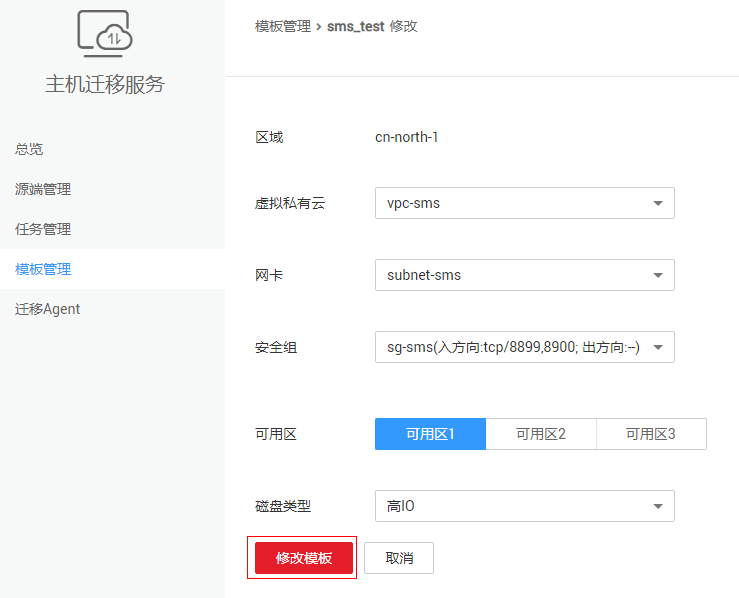 主机迁移服务
总览
源端管理
任务管理
模板管理
迁移Agent
模板管理 > sms_test 修改
区域 cn-north-1
虚拟私有云 vpc-sms
网卡 subnet-sms
安全组 sg-sms(入方向:tcp/8899,8900; 出方向:--)
可用区 可用区1 可用区2 可用区3
磁盘类型 高IO
修改模板 取消